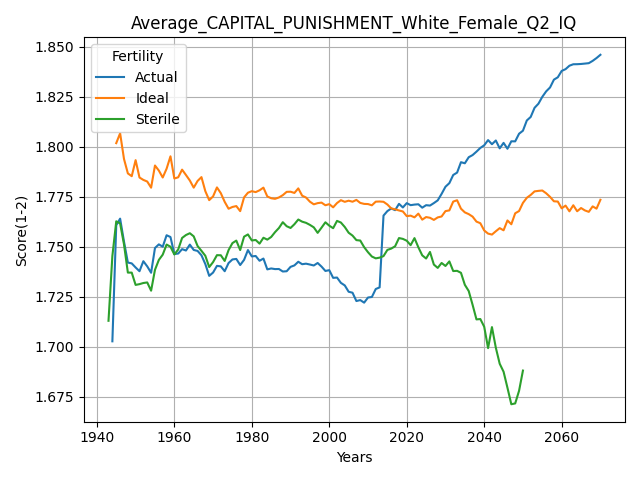 Average_CAPITAL_PUNISHMENT_White_Female_Q2_IQ
Fertility
Actual
Ideal
Sterile
Score(1-2)
1.850
1.825
1.800
1.775
1.750
1.725
1.700
1.675
1940 1960 1980 2000 2020 2040 2060
Years